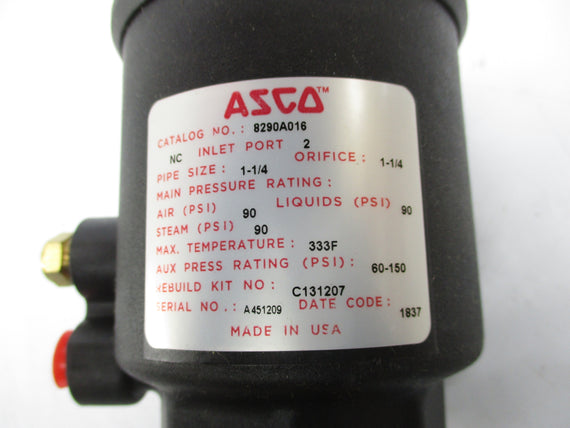 ASCO™
CATALOG NO.: 8290A016
NC INLET PORT 2
PIPE SIZE: 1-1/4 ORIFICE: 1-1/4
MAIN PRESSURE RATING:
AIR (PSI) 90 LIQUIDS (PSI) 90
STEAM (PSI) 90
MAX. TEMPERATURE: 333F
AUX PRESS RATING (PSI): 60-150
REBUILD KIT NO: C131207
SERIAL NO.: A451209 DATE CODE: 1837
MADE IN USA